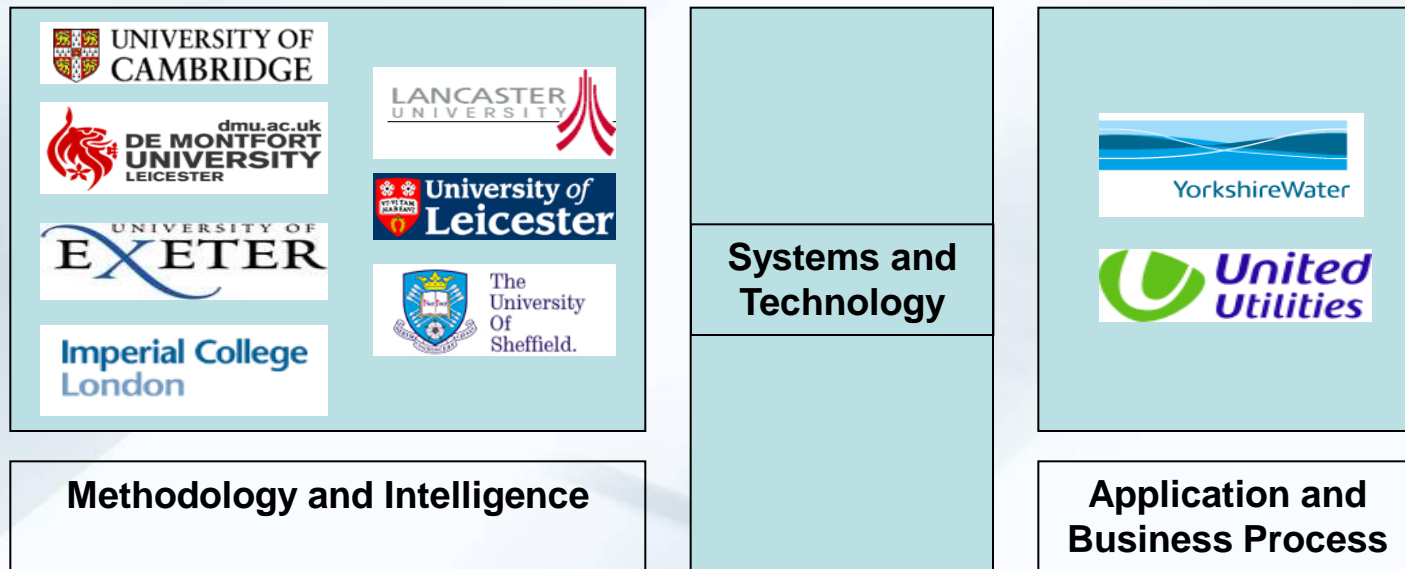 UNIVERSITY OF
CAMBRIDGE
dmu.ac.uk
DE MONTFORT
UNIVERSITY
LEICESTER
UNIVERSITY OF
EXETER
Imperial College
London
LANCASTER
UNIVERSITY
University of
Leicester
The
University
Of
Sheffield.
Methodology and Intelligence
Systems and
Technology
YorkshireWater
United
Utilities
Application and
Business Process